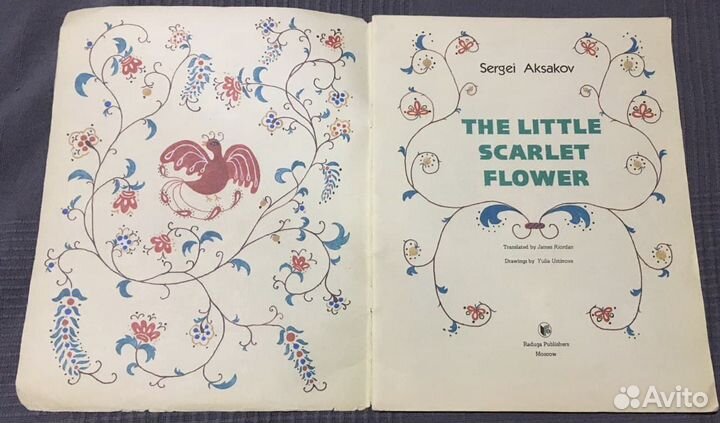 Sergei Aksakov
THE LITTLE
SCARLET
FLOWER
Translated by James Riordan
Drawings by Yulia Ustinova
Raduga Publishers
Moscow
Avito